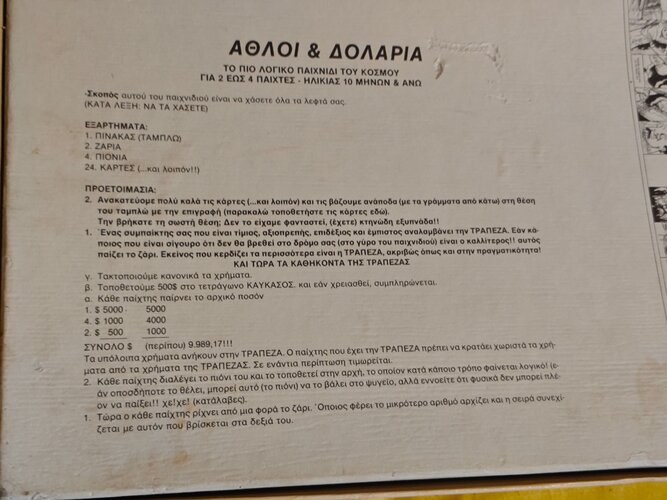 ΑΘΛΟΙ & ΔΟΛΑΡΙΑ
ΤΟ ΠΙΟ ΛΟΓΙΚΟ ΠΑΙΧΝΙΔΙ ΤΟΥ ΚΟΣΜΟΥ
ΓΙΑ 2 ΕΩΣ 4 ΠΑΙΧΤΕΣ - ΗΛΙΚΙΑΣ 10 ΜΗΝΩΝ & ΑΝΩ
-Σκοπός αυτού του παιχνιδιού είναι να χάσετε όλα τα λεφτά σας.
(ΚΑΤΑ ΛΕΞΗ: ΝΑ ΤΑ ΧΑΣΕΤΕ)
ΕΞΑΡΤΗΜΑΤΑ:
1. ΠΙΝΑΚΑΣ (ΤΑΜΠΛΩ)
2. ΖΑΡΙΑ
4. ΠΙΟΝΙΑ
24. ΚΑΡΤΕΣ (...και λοιπόν!!)
ΠΡΟΕΤΟΙΜΑΣΙΑ:
2. Ανακατεύομε πολύ καλά τις κάρτες (...και λοιπόν) και τις βάζουμε ανάποδα (με τα γράμματα από κάτω) στη θέση
του ταμπλώ με την επιγραφή (παρακαλώ τοποθετήστε τις κάρτες εδώ).
Την βρήκατε τη σωστή θέση; Δεν το είχαμε φανταστεί, (έχετε) κτηνώδη εξυπνάδα!!
1. Ένας συμπαίκτης σας που είναι τίμιος, αξιοπρεπής, επιδέξιος και έμπιστος αναλαμβάνει την ΤΡΑΠΕΖΑ. Εάν κά-
ποιος που είναι σίγουρο ότι δεν θα βρεθεί στο δρόμο σας (στο γύρο του παιχνιδιού) είναι ο καλλίτερος!! αυτός
παίζει το ζάρι. Εκείνος που κερδίζει τα περισσότερα είναι η ΤΡΑΠΕΖΑ, ακριβώς όπως και στην πραγματικότητα!
ΚΑΙ ΤΩΡΑ ΤΑ ΚΑΘΗΚΟΝΤΑ ΤΗΣ ΤΡΑΠΕΖΑΣ
γ. Τακτοποιούμε κανονικά τα χρήματα.
β. Τοποθετούμε 500$ στο τετράγωνο ΚΑΥΚΑΣΟΣ. και εάν χρειασθεί, συμπληρώνεται.
α. Κάθε παίχτης παίρνει το αρχικό ποσόν
1. $ 5000 5000
4. $ 1000 4000
2. $ 500 1000
ΣΥΝΟΛΟ $ (περίπου) 9.989,17!!!
Τα υπόλοιπα χρήματα ανήκουν στην ΤΡΑΠΕΖΑ. Ο παίχτης που έχει την ΤΡΑΠΕΖΑ πρέπει να κρατάει χωριστά τα χρή-
ματα από τα χρήματα της ΤΡΑΠΕΖΑΣ. Σε ενάντια περίπτωση τιμωρείται.
2. Κάθε παίχτης διαλέγει το πιόνι του και το τοποθετεί στην αρχή, το οποίον κατά κάποιο τρόπο φαίνεται λογικό! (ε-
άν οπωσδήποτε το θέλει, μπορεί αυτό (το πιόνι) να το βάλει στο ψυγείο, αλλά εννοείτε ότι φυσικά δεν μπορεί πλέ-
ον να παίξει!! χε!χε! (κατάλαβες).
1. Τώρα ο κάθε παίχτης ρίχνει από μια φορά το ζάρι. Όποιος φέρει το μικρότερο αριθμό αρχίζει και η σειρά συνεχί-
ζεται με αυτόν που βρίσκεται στα δεξιά του.